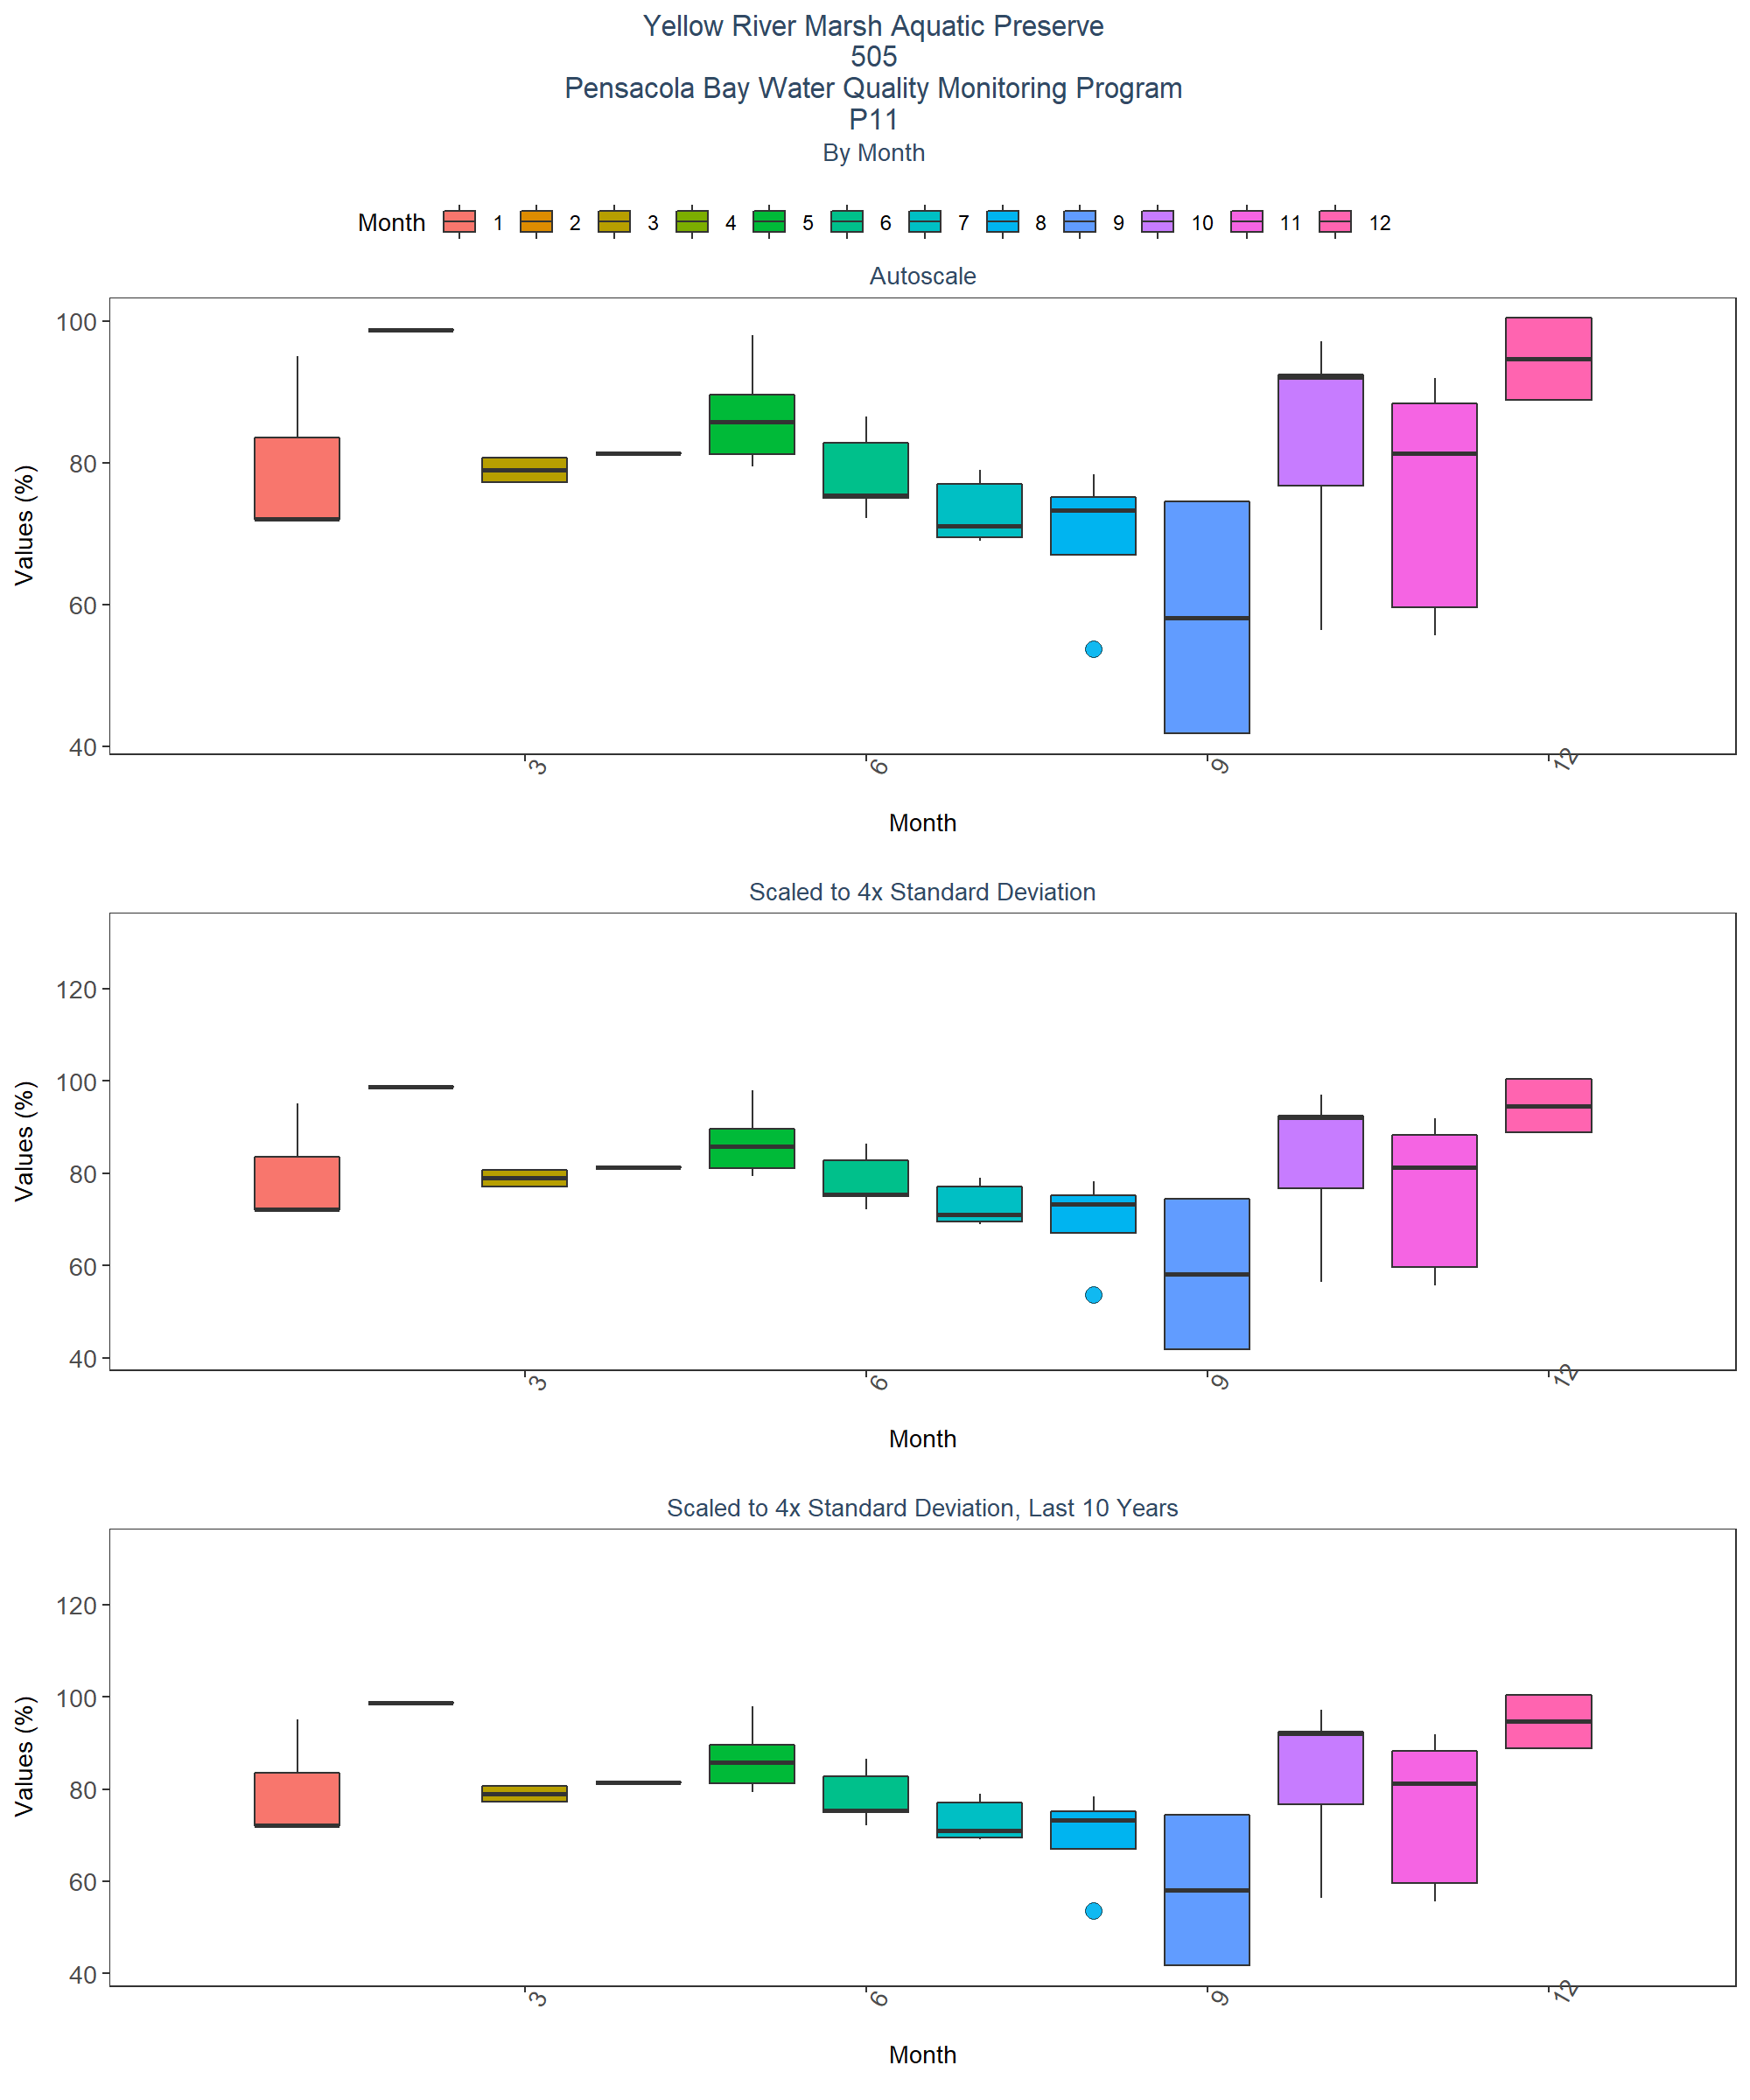 Yellow River Marsh Aquatic Preserve
505
Pensacola Bay Water Quality Monitoring Program
P11
By Month
Month 1 2 3 4 5 6 7 8 9 10 11 12
Autoscale
Values (%)
100
80
60
40
3 6 9 12
Month
Scaled to 4x Standard Deviation
Values (%)
120
100
80
60
40
3 6 9 12
Month
Scaled to 4x Standard Deviation, Last 10 Years
Values (%)
120
100
80
60
40
3 6 9 12
Month